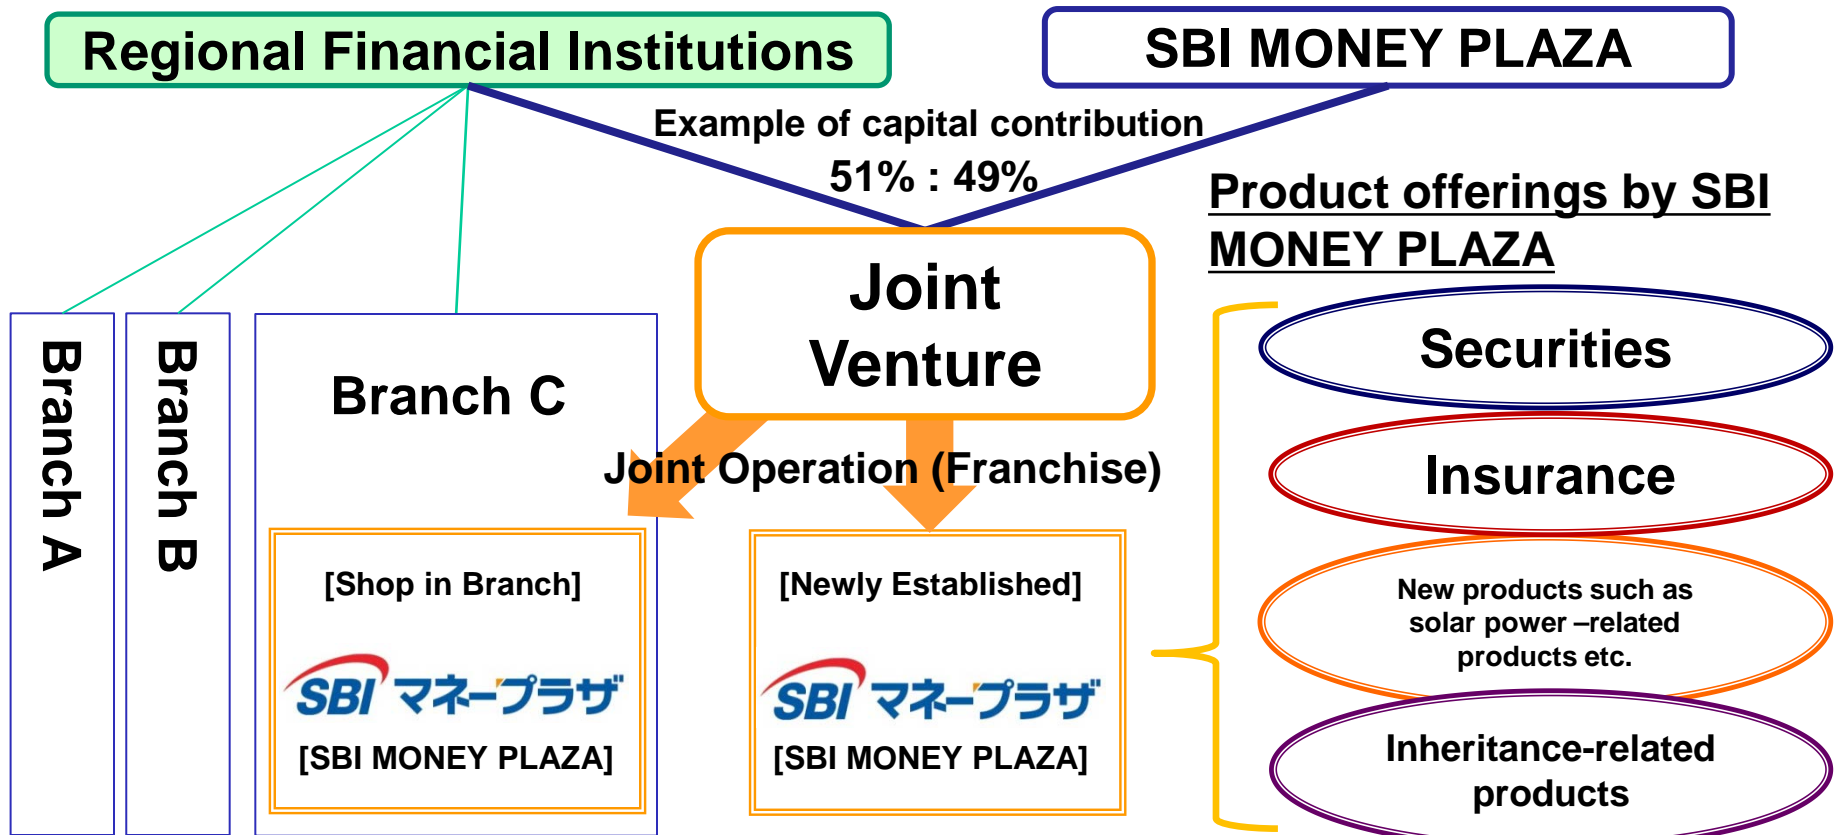 Regional Financial Institutions
SBI MONEY PLAZA
Example of capital contribution
51% : 49%
Product offerings by SBI
MONEY PLAZA
Joint
Venture
Branch A
Branch B
Branch C
Joint Operation (Franchise)
[Shop in Branch]
SBI マネープラザ
[SBI MONEY PLAZA]
[Newly Established]
SBI マネープラザ
[SBI MONEY PLAZA]
Securities
Insurance
New products such as
solar power –related
products etc.
Inheritance-related
products